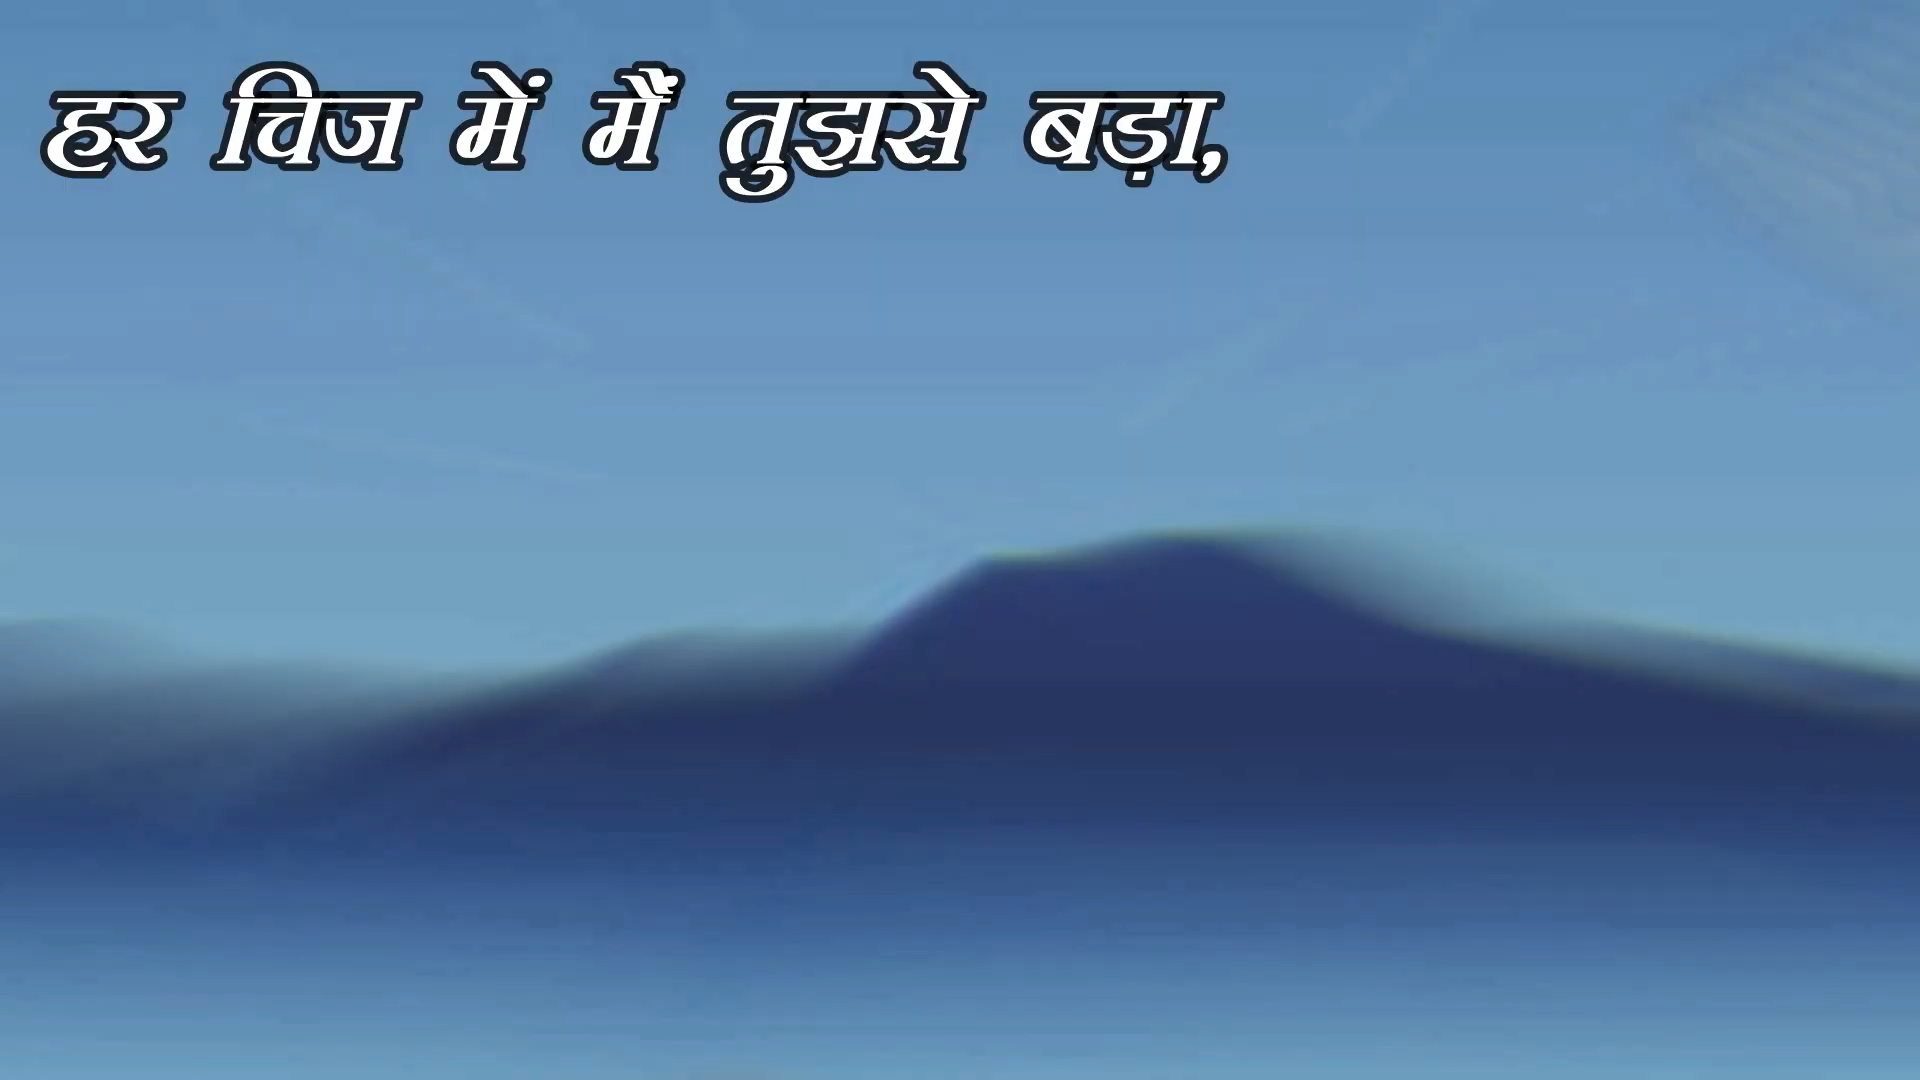 हर चिज में मैं तुझसे बड़ा,